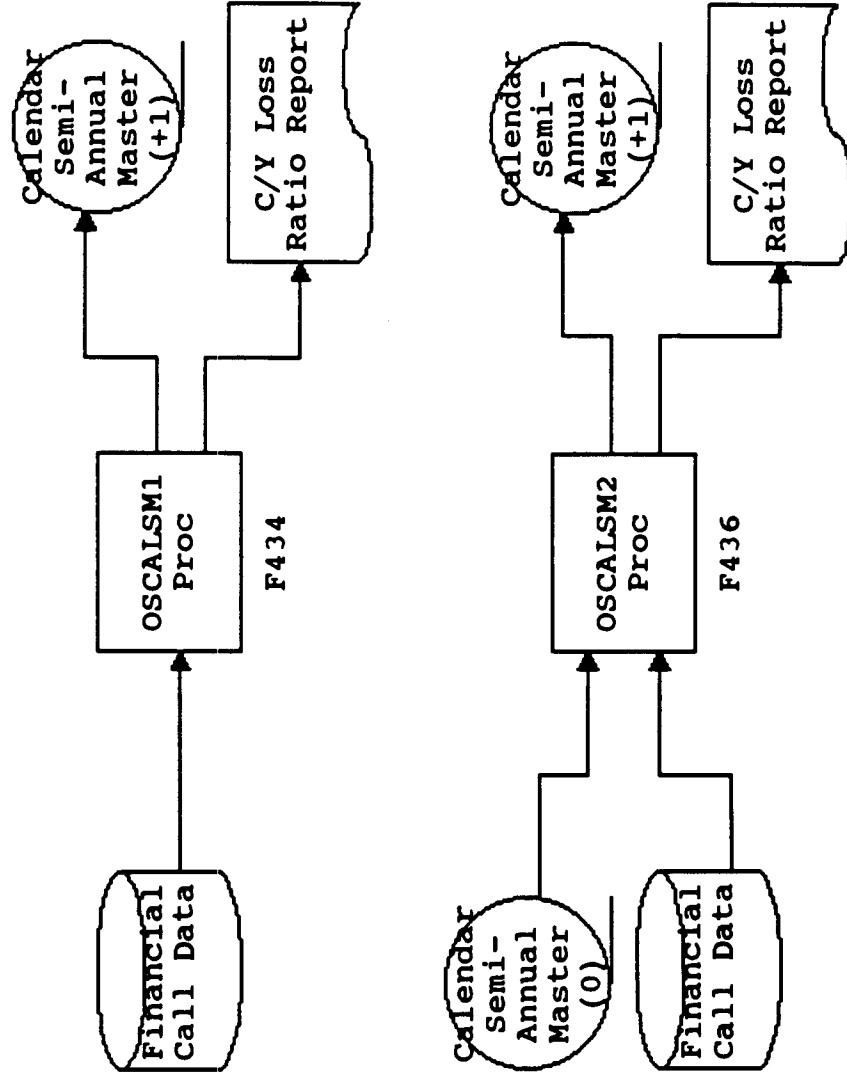 Financial
Call Data
OSCALSM1
Proc
F434
Calendar
Semi-
Annual
Master
(+1)
C/Y Loss
Ratio Report
Calendar
Semi-
Annual
Master
(0)
Financial
Call Data
OSCALSM2
Proc
F436
Calendar
Semi-
Annual
Master
(+1)
C/Y Loss
Ratio Report